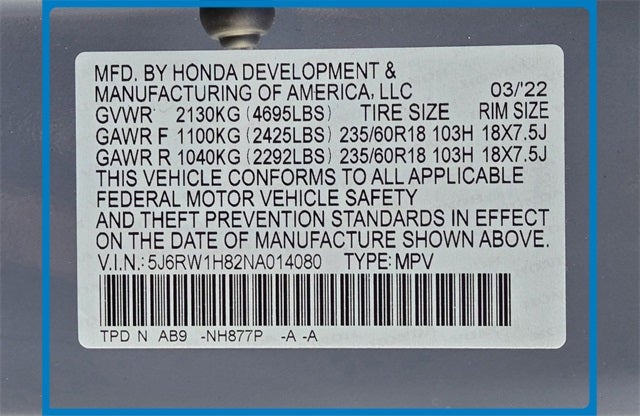 MFD. BY HONDA DEVELOPMENT &
MANUFACTURING OF AMERICA, LLC 03/'22
GVWR 2130KG (4695LBS) TIRE SIZE RIM SIZE
GAWR F 1100KG (2425LBS) 235/60R18 103H 18X7.5J
GAWR R 1040KG (2292LBS) 235/60R18 103H 18X7.5J
THIS VEHICLE CONFORMS TO ALL APPLICABLE
FEDERAL MOTOR VEHICLE SAFETY
AND THEFT PREVENTION STANDARDS IN EFFECT
ON THE DATE OF MANUFACTURE SHOWN ABOVE.
V.I.N.:5J6RW1H82NA014080 TYPE:MPV
TPD N AB9 -NH877P -A -A